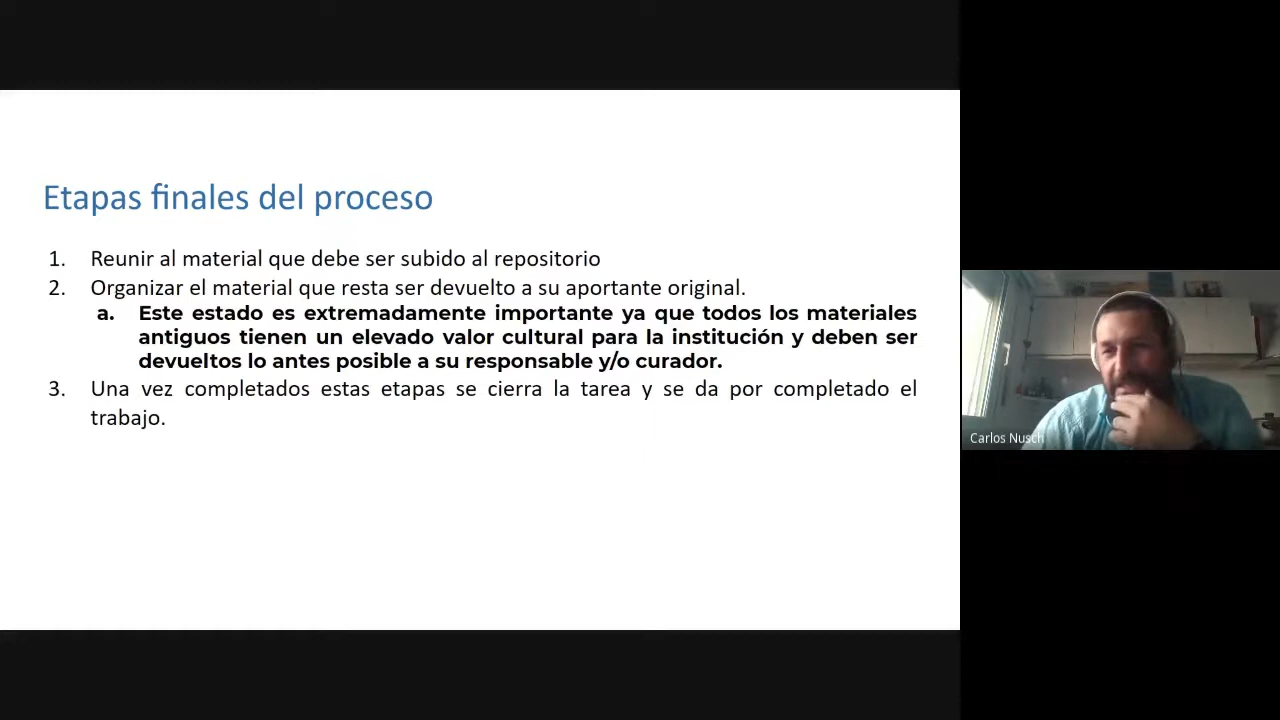 Etapas finales del proceso
1. Reunir al material que debe ser subido al repositorio
2. Organizar el material que resta ser devuelto a su aportante original.
a. Este estado es extremadamente importante ya que todos los materiales
antiguos tienen un elevado valor cultural para la institución y deben ser
devueltos lo antes posible a su responsable y/o curador.
3. Una vez completados estas etapas se cierra la tarea y se da por completado el
trabajo.
Carlos Nusch